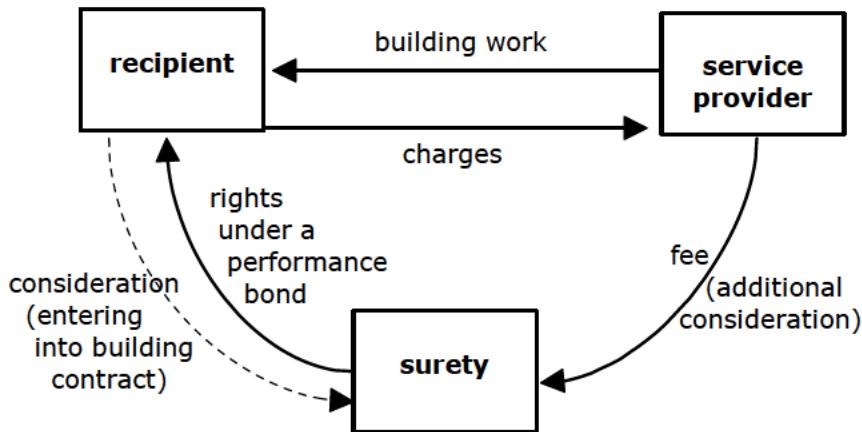 recipient
building work
service
provider
charges
rights
under a
performance
bond
consideration
(entering
into building
contract)
fee
(additional
consideration)
surety